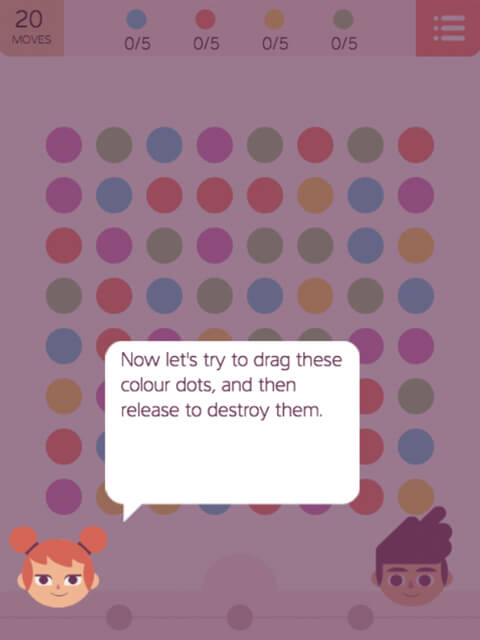 20
MOVES
0/5 0/5 0/5 0/5
Now let's try to drag these
colour dots, and then
release to destroy them.